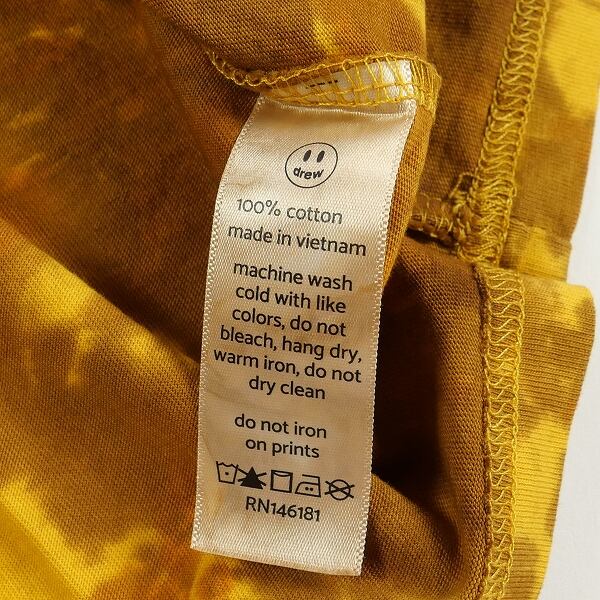 drew
100% cotton
made in vietnam
machine wash
cold with like
colors, do not
bleach, hang dry,
warm iron, do not
dry clean
do not iron
on prints
RN146181